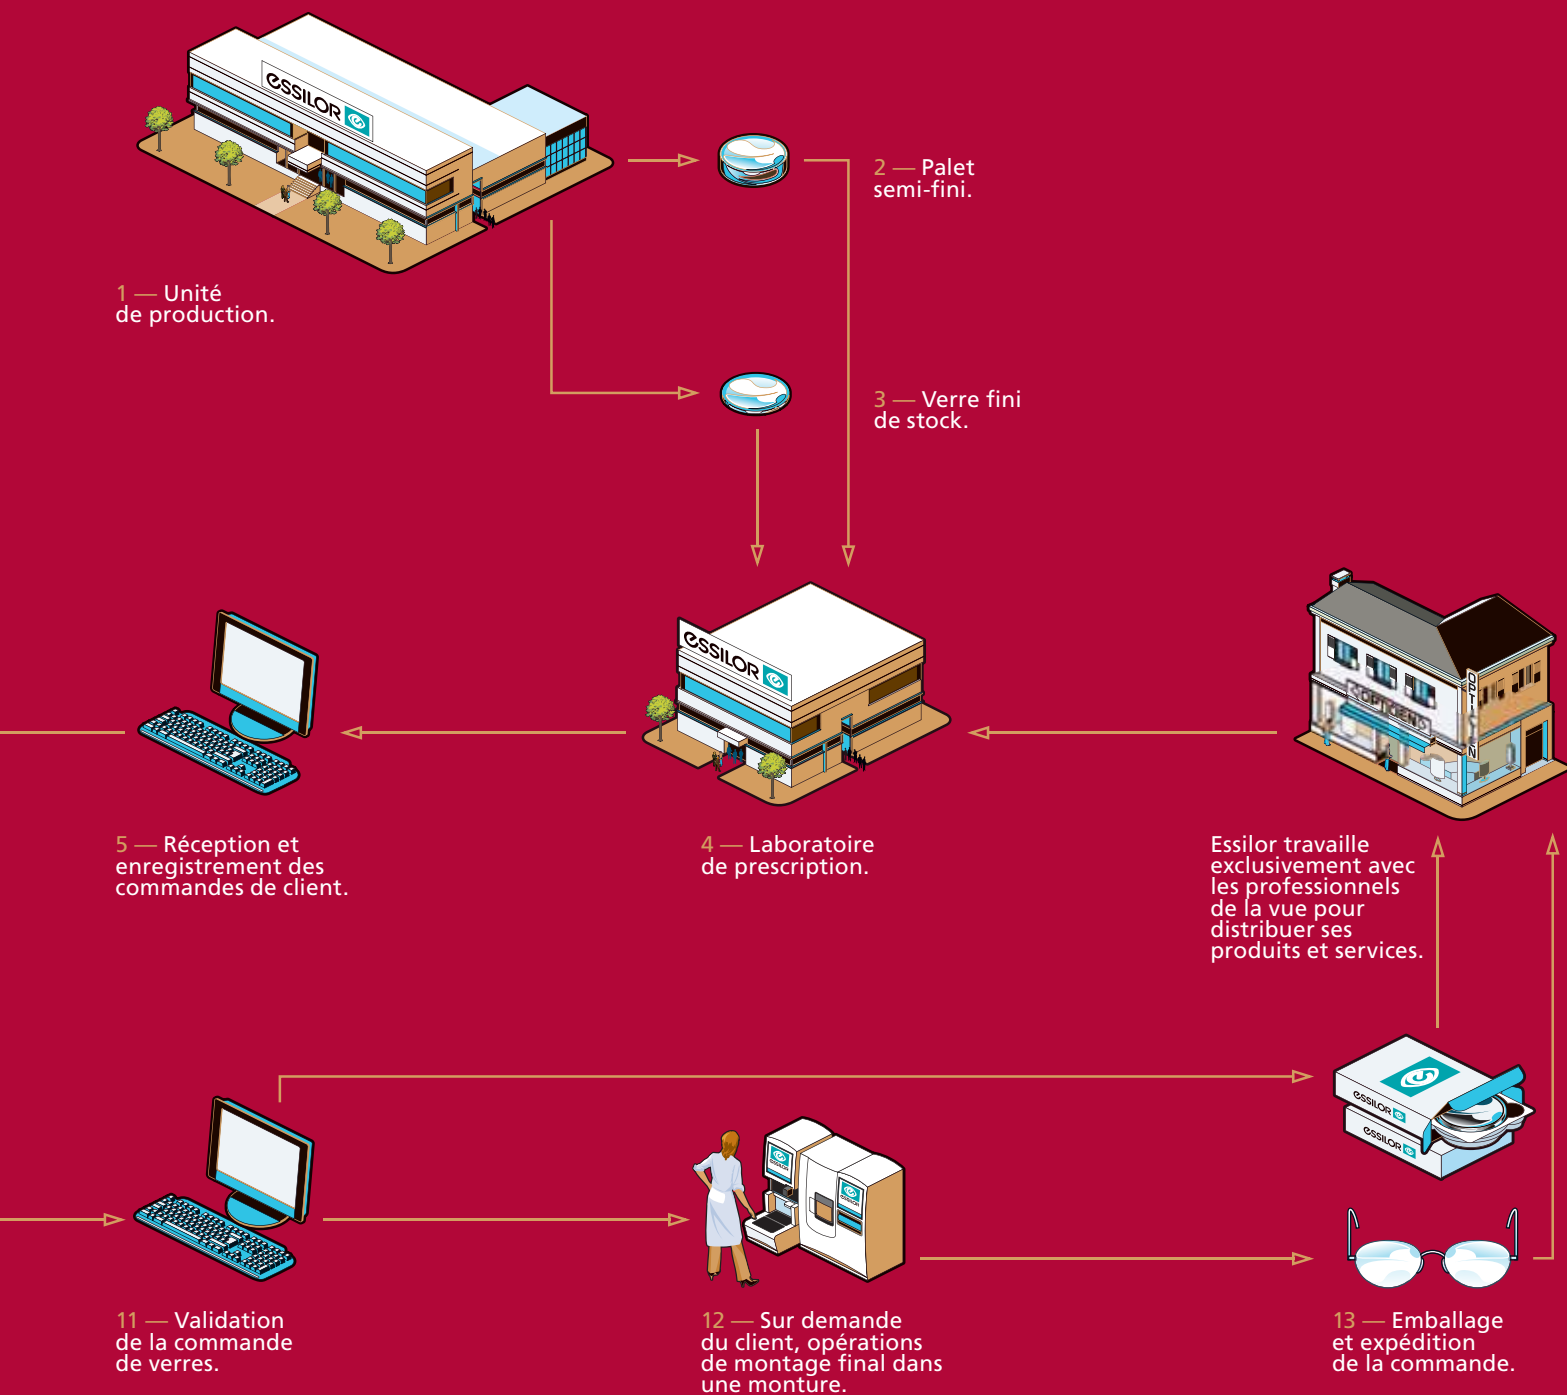 ESSILOR
2 — Palet
semi-fini.
1 — Unité
de production.
3 — Verre fini
de stock.
ESSILOR
OPTICIEN
OPTICIEN
5 — Réception et
enregistrement des
commandes de client.
4 — Laboratoire
de prescription.
Essilor travaille
exclusivement avec
les professionnels
de la vue pour
distribuer ses
produits et services.
ESSILOR
ESSILOR
ESSILOR
ESSILOR
11 — Validation
de la commande
de verres.
12 — Sur demande
du client, opérations
de montage final dans
une monture.
13 — Emballage
et expédition
de la commande.